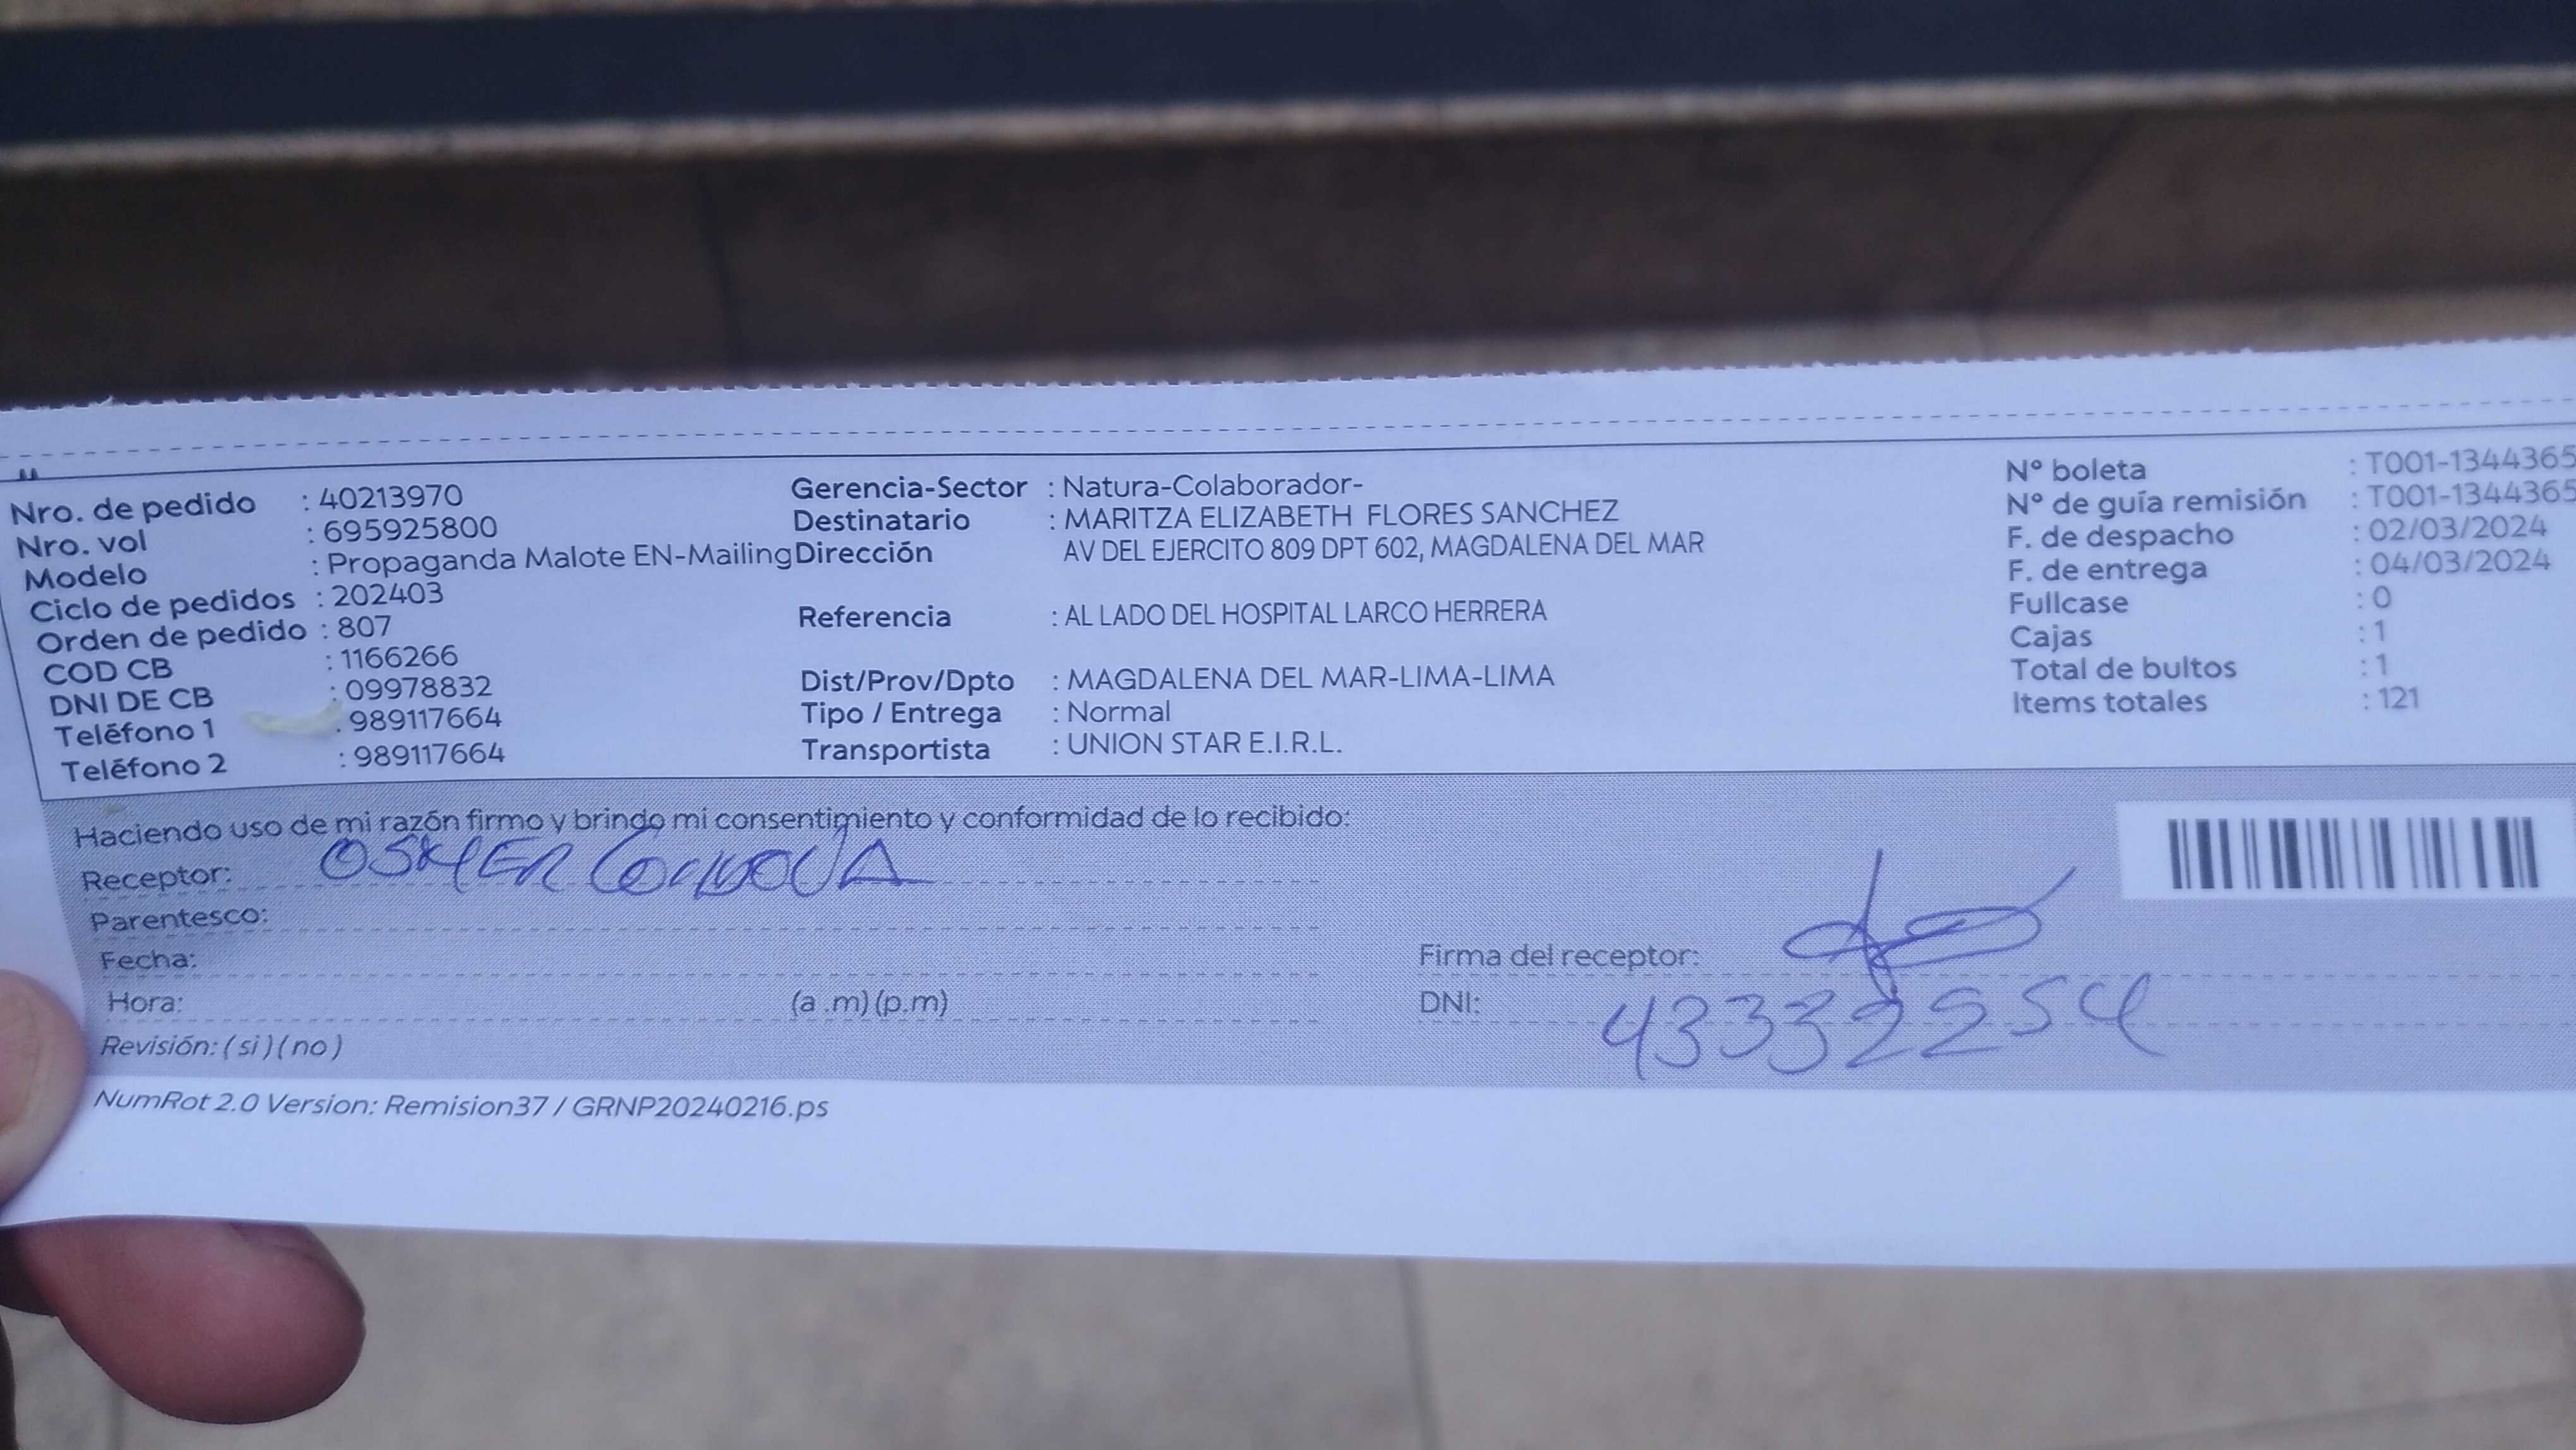 Nro. de pedido : 40213970
Nro. vol : 695925800
Modelo : Propaganda Malote EN-Mailing
Ciclo de pedidos : 202403
Orden de pedido : 807
COD CB : 1166266
DNI DE CB : 09978832
Teléfono 1 : 989117664
Teléfono 2 : 989117664
Gerencia-Sector : Natura-Colaborador-
Destinatario : MARITZA ELIZABETH FLORES SANCHEZ
Dirección AV DEL EJERCITO 809 DPT 602, MAGDALENA DEL MAR
Referencia : AL LADO DEL HOSPITAL LARCO HERRERA
Dist/Prov/Dpto : MAGDALENA DEL MAR-LIMA-LIMA
Tipo / Entrega : Normal
Transportista : UNION STAR E.I.R.L.
N° boleta : T001-1344365
N° de guía remisión : T001-1344365
F. de despacho : 02/03/2024
F. de entrega : 04/03/2024
Fullcase : 0
Cajas : 1
Total de bultos : 1
Items totales : 121
Haciendo uso de mi razón firmo y brindo mi consentimiento y conformidad de lo recibido:
Receptor:
Parentesco:
Fecha:
Hora: (a .m) (p.m)
Revisión: ( si ) ( no )
Firma del receptor:
DNI: 43332254
NumRot 2.0 Version: Remision37 / GRNP20240216.ps